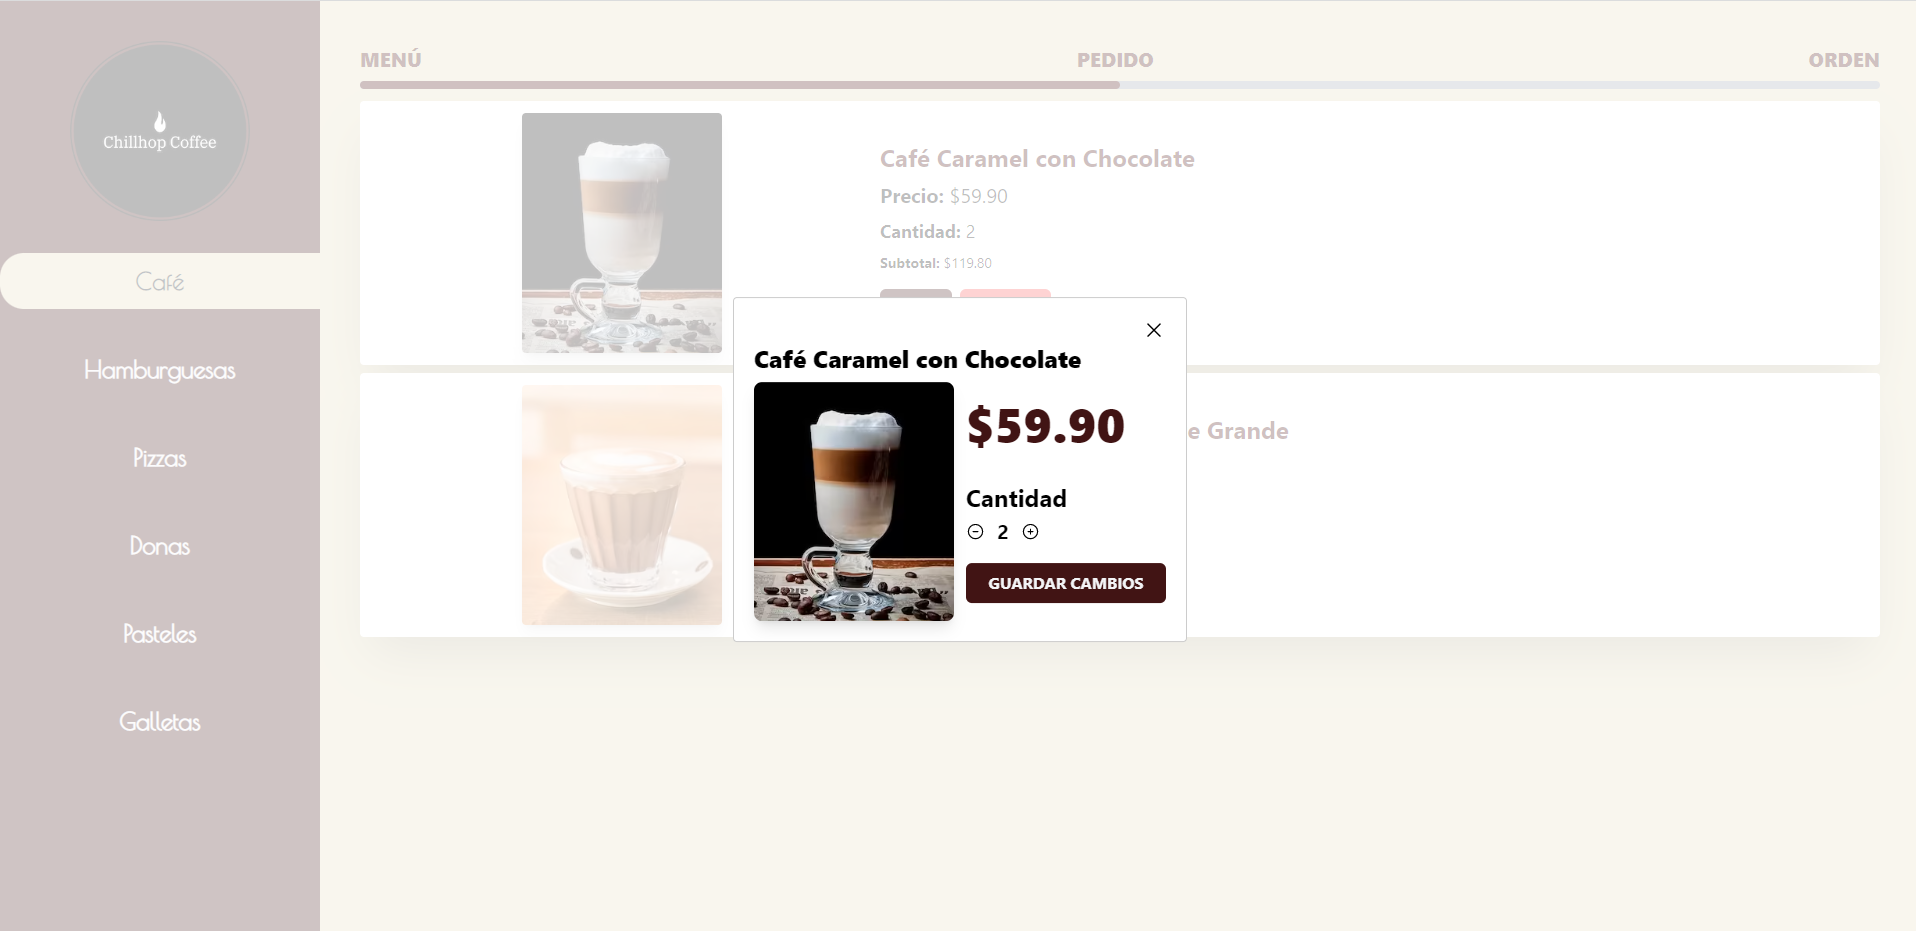 Chillhop Coffee
Café
Hamburguesas
Pizzas
Donas
Pasteles
Galletas
MENÚ
PEDIDO
ORDEN
Café Caramel con Chocolate
Precio: $59.90
Cantidad: 2
Subtotal: $119.80
Grande
Café Caramel con Chocolate
$59.90
Cantidad
2
GUARDAR CAMBIOS